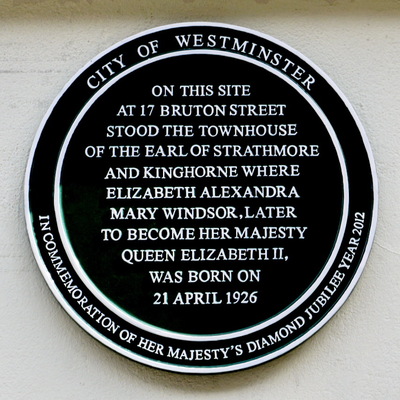 CITY OF WESTMINSTER
ON THIS SITE
AT 17 BRUTON STREET
STOOD THE TOWNHOUSE
OF THE EARL OF STRATHMORE
AND KINGHORNE WHERE
ELIZABETH ALEXANDRA
MARY WINDSOR, LATER
TO BECOME HER MAJESTY
QUEEN ELIZABETH II,
WAS BORN ON
21 APRIL 1926
IN COMMEMORATION OF HER MAJESTY'S DIAMOND JUBILEE YEAR 2012